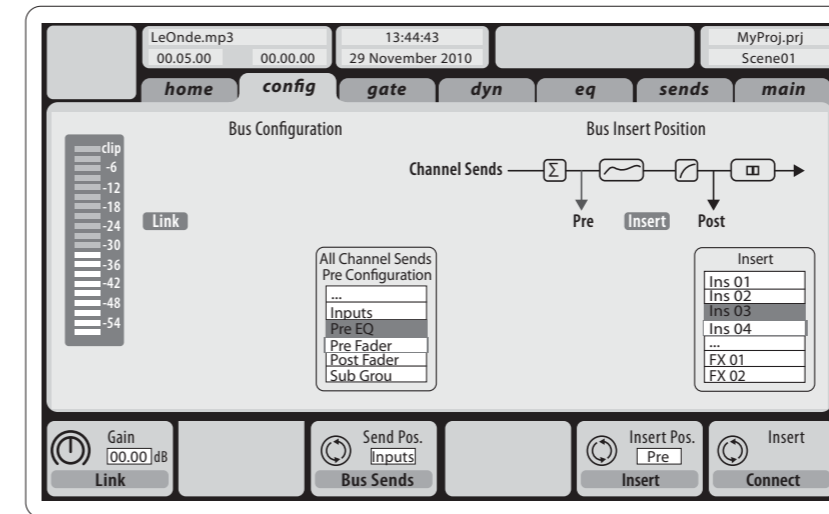 LeOnde.mp3
00.05.00 00.00.00
13:44:43
29 November 2010
MyProj.prj
Scene01
home config gate dyn eq sends main
Bus Configuration
Bus Insert Position
clip
-6
-12
-18
-24
-30
-36
-42
-48
-54
Link
Channel Sends
Σ
Pre Insert Post
All Channel Sends
Pre Configuration
...
Inputs
Pre EQ
Pre Fader
Post Fader
Sub Grou
Insert
Ins 01
Ins 02
Ins 03
Ins 04
...
FX 01
FX 02
Gain
00.00 dB
Link
Send Pos.
Inputs
Bus Sends
Insert Pos.
Pre
Insert
Insert
Connect